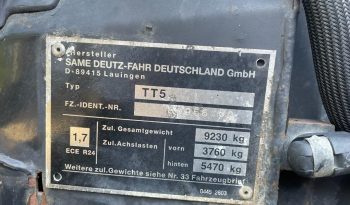 Hersteller
SAME DEUTZ-FAHR DEUTSCHLAND GmbH
D-89415 Lauingen
Typ TT5
FZ.-IDENT.-NR.
1,7
ECE R24
Zul. Gesamtgewicht 9230 kg
Zul. Achslasten vorn 3760 kg
hinten 5470 kg
Weitere zul. Gewichte siehe Nr. 33 Fahrzeugbrief